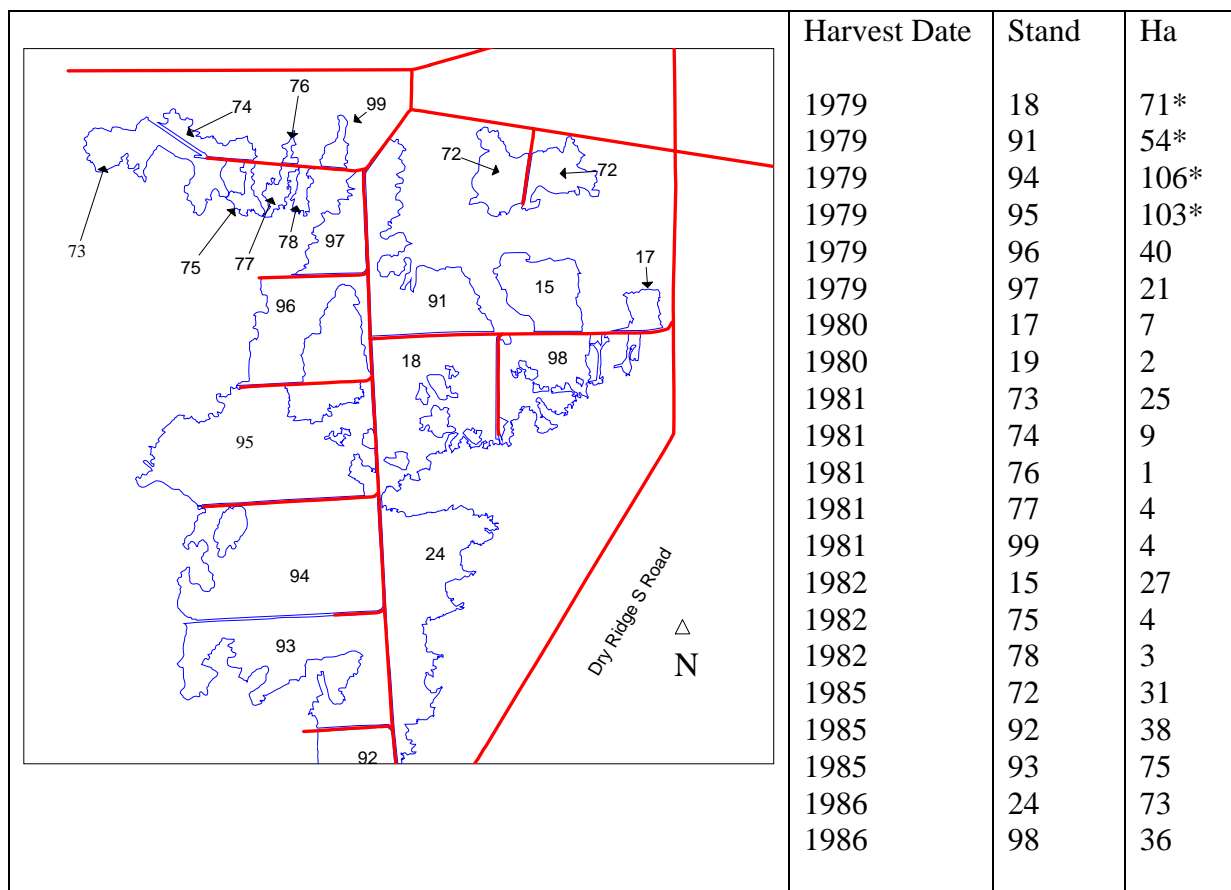 76
99
74
72
72
73
75
77
78
97
17
91
15
96
18
98
95
24
94
93
92
Dry Ridge S Road
N
Harvest Date Stand Ha
1979 18 71*
1979 91 54*
1979 94 106*
1979 95 103*
1979 96 40
1979 97 21
1980 17 7
1980 19 2
1981 73 25
1981 74 9
1981 76 1
1981 77 4
1981 99 4
1982 15 27
1982 75 4
1982 78 3
1985 72 31
1985 92 38
1985 93 75
1986 24 73
1986 98 36